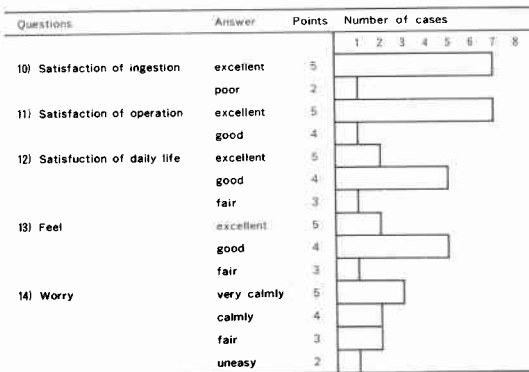 Questions Answer Points Number of cases
1 2 3 4 5 6 7 8
10) Satisfaction of ingestion excellent 5
poor 2
11) Satisfaction of operation excellent 5
good 4
12) Satisfuction of daily life excellent 5
good 4
fair 3
13) Feel excellent 5
good 4
fair 3
14) Worry very calmly 5
calmly 4
fair 3
uneasy 2